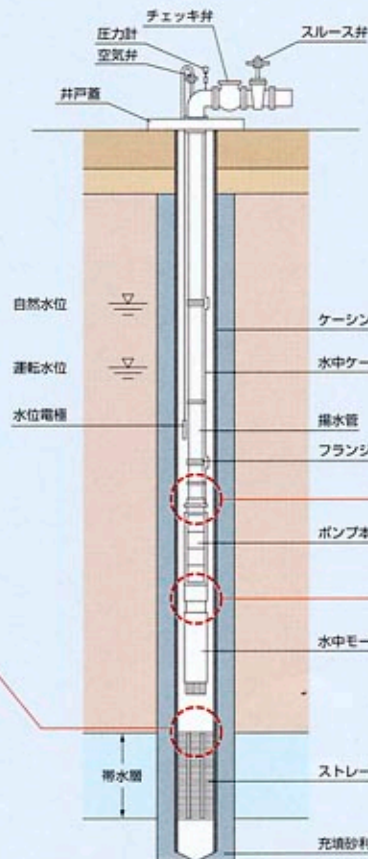 チェッキ弁
圧力計
スルース弁
空気弁
井戸蓋
自然水位
ケーシン
運転水位
水中ケー
水位電極
揚水管
フランジ
ポンプ本
水中モー
帯水層
ストレー
充填砂利